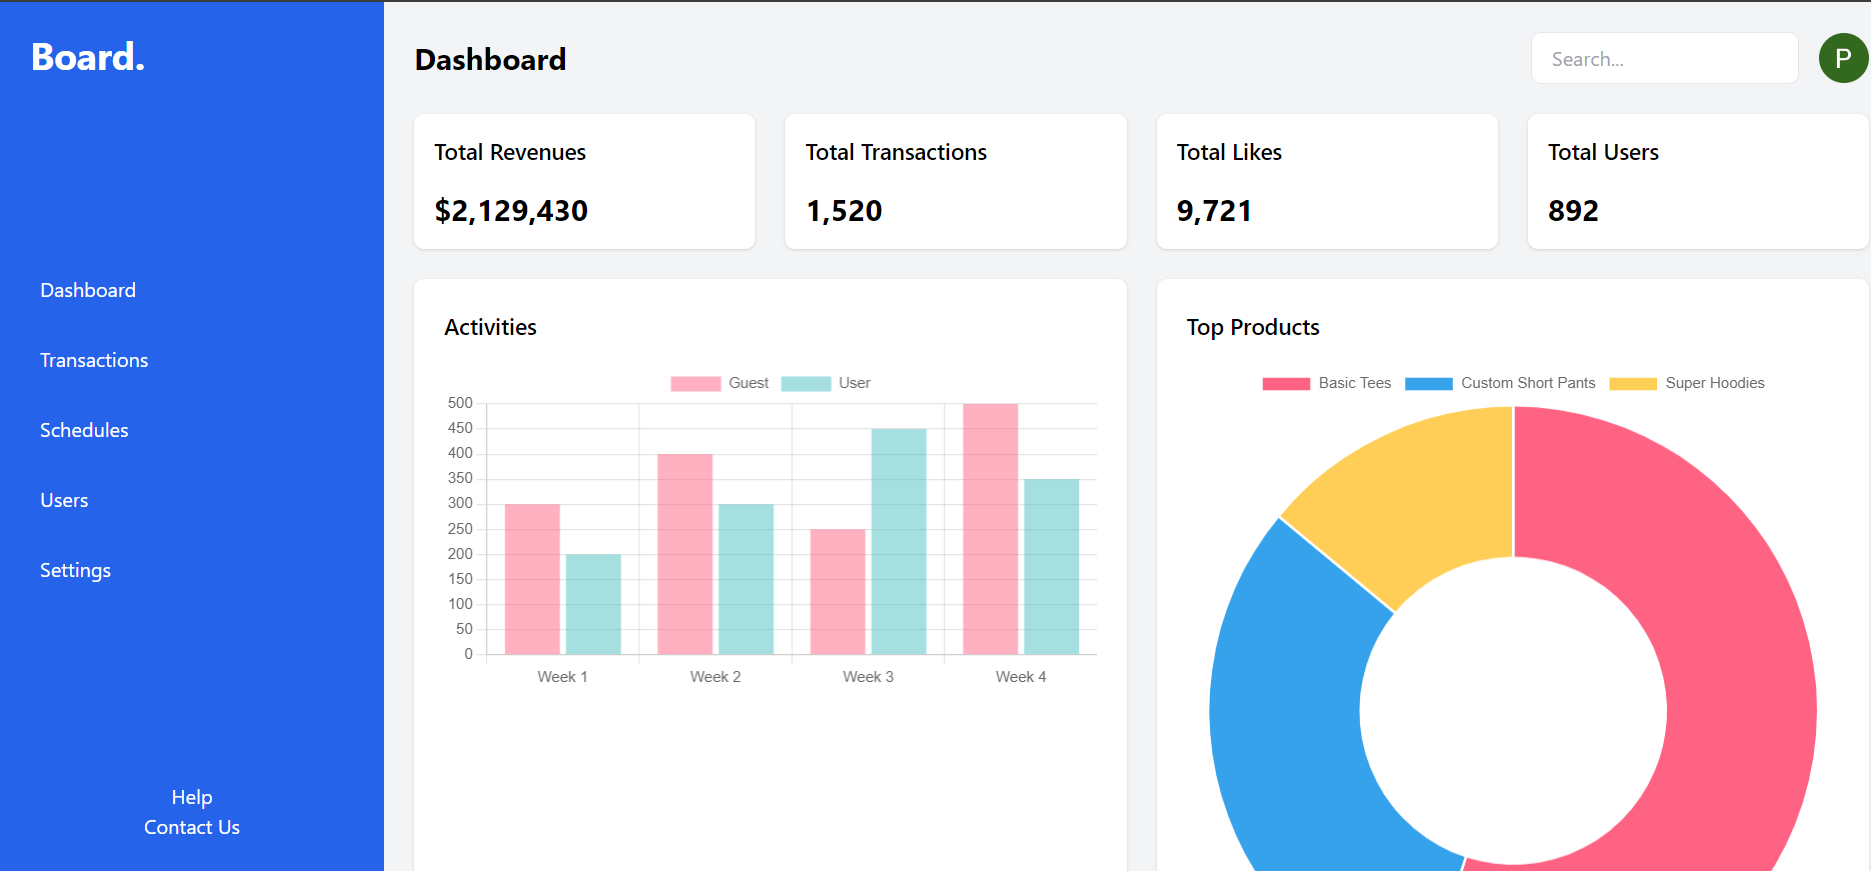 Board.
Dashboard
Transactions
Schedules
Users
Settings
Help
Contact Us
Dashboard
Search...
P
Total Revenues
$2,129,430
Total Transactions
1,520
Total Likes
9,721
Total Users
892
Activities
Guest User
500
450
400
350
300
250
200
150
100
50
0
Week 1 Week 2 Week 3 Week 4
Top Products
Basic Tees Custom Short Pants Super Hoodies